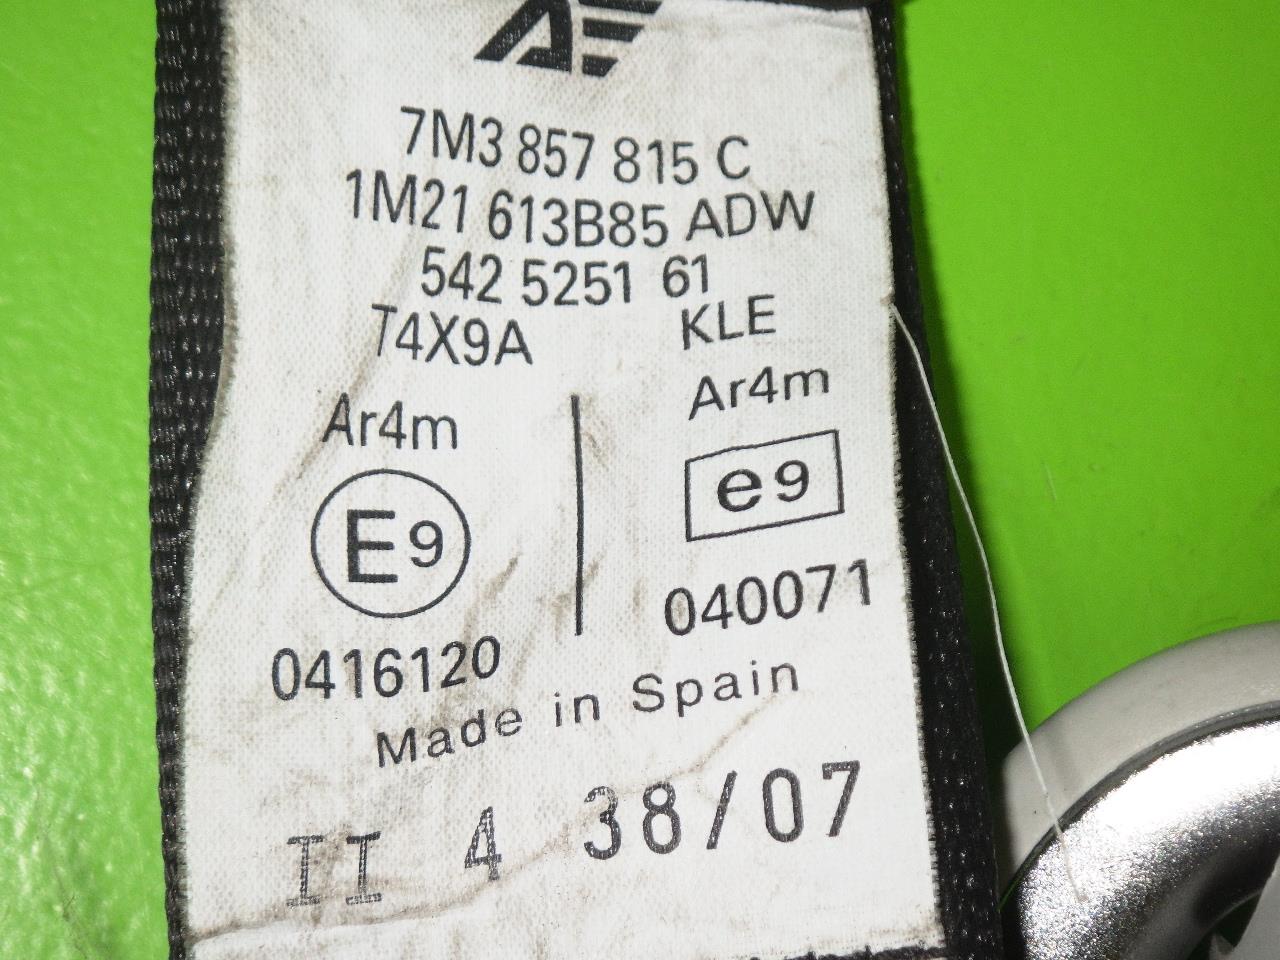 AE
7M3 857 815 C
1M21 613B85 ADW
542 5251 61
T4X9A KLE
Ar4m Ar4m
E9 e9
0416120 040071
Made in Spain
II 4 38/07